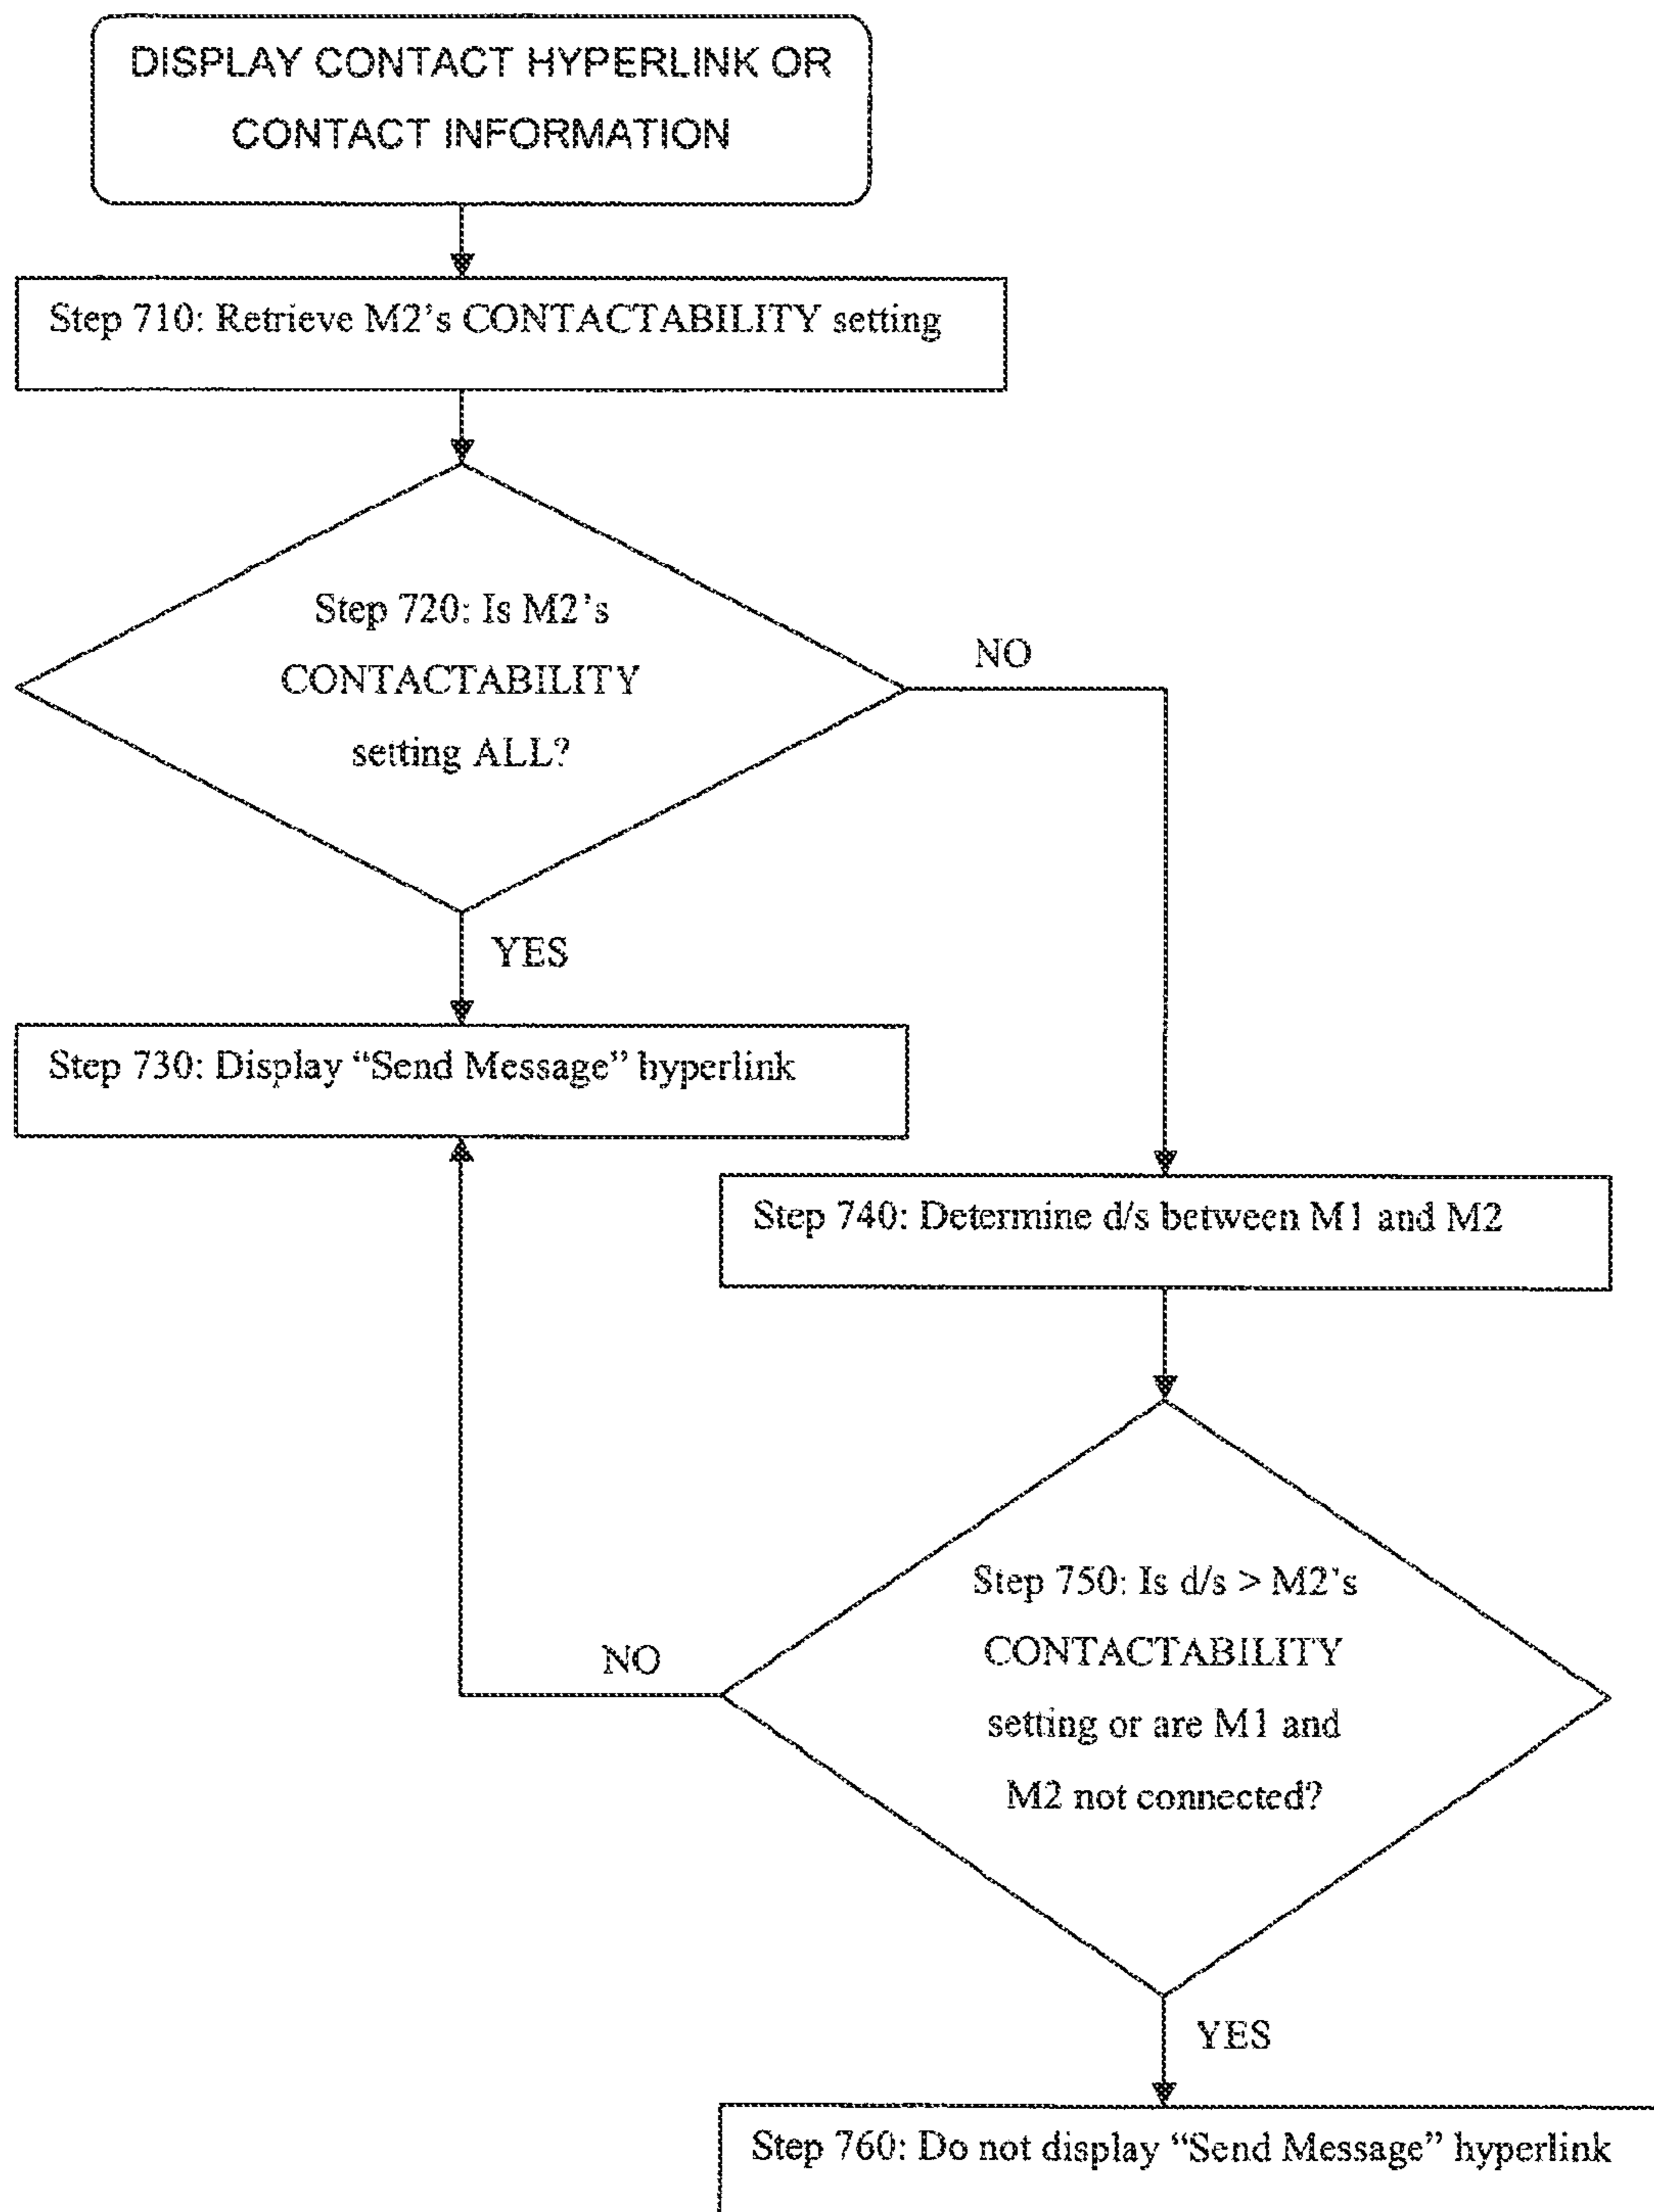 DISPLAY CONTACT HYPERLINK OR
CONTACT INFORMATION
Step 710: Retrieve M2’s CONTACTABILITY setting
Step 720: Is M2’s
CONTACTABILITY
setting ALL?
NO
YES
Step 730: Display “Send Message” hyperlink
Step 740: Determine d/s between M1 and M2
Step 750: Is d/s > M2’s
CONTACTABILITY
setting or are M1 and
M2 not connected?
NO
YES
Step 760: Do not display “Send Message” hyperlink